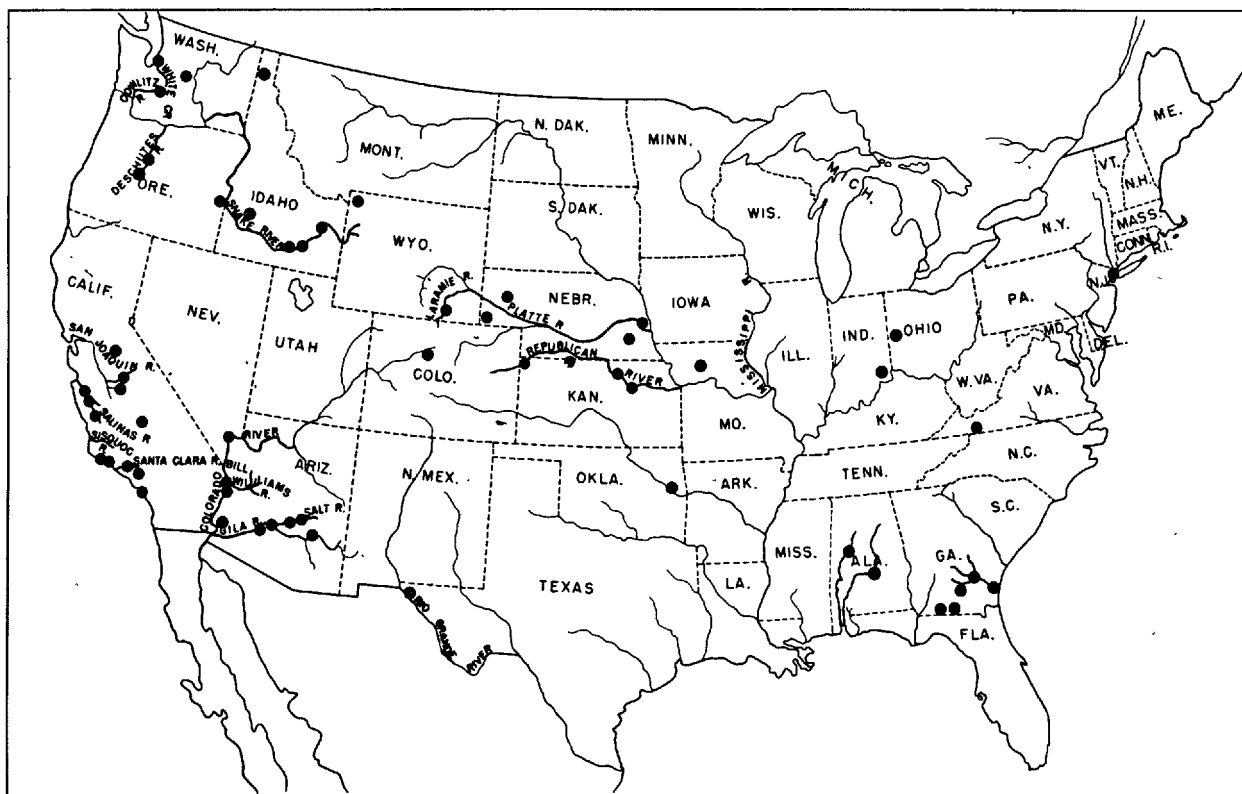 WASH.
WHITE
CR
COWLITZ
R.
MONT.
N. DAK.
MINN.
ME.
VT.
N.H.
DESCHUTES
R.
ORE.
IDAHO
SNAKE RIVER
WYO.
S. DAK.
WIS.
MICH.
N.Y.
MASS.
CONN.
R.I.
CALIF.
NEV.
UTAH
LARAMIE R.
PLATTE R
NEBR.
IOWA
MISSISSIPPI
ILL.
IND.
OHIO
PA.
N.J.
MD.
DEL.
SAN
JOAQUIN R.
COLO.
REPUBLICAN
RIVER
KAN.
MO.
KY.
W.VA.
VA.
SALINAS R
SISQUOC
R.
SANTA CLARA R.
RIVER
COLORADO
BILL
WILLIAMS
R.
ARIZ.
GILA R.
SALT R.
N. MEX.
OKLA.
ARK.
TENN.
N.C.
S.C.
TEXAS
LA.
MISS.
ALA.
GA.
FLA.
RIO
GRANDE
RIVER